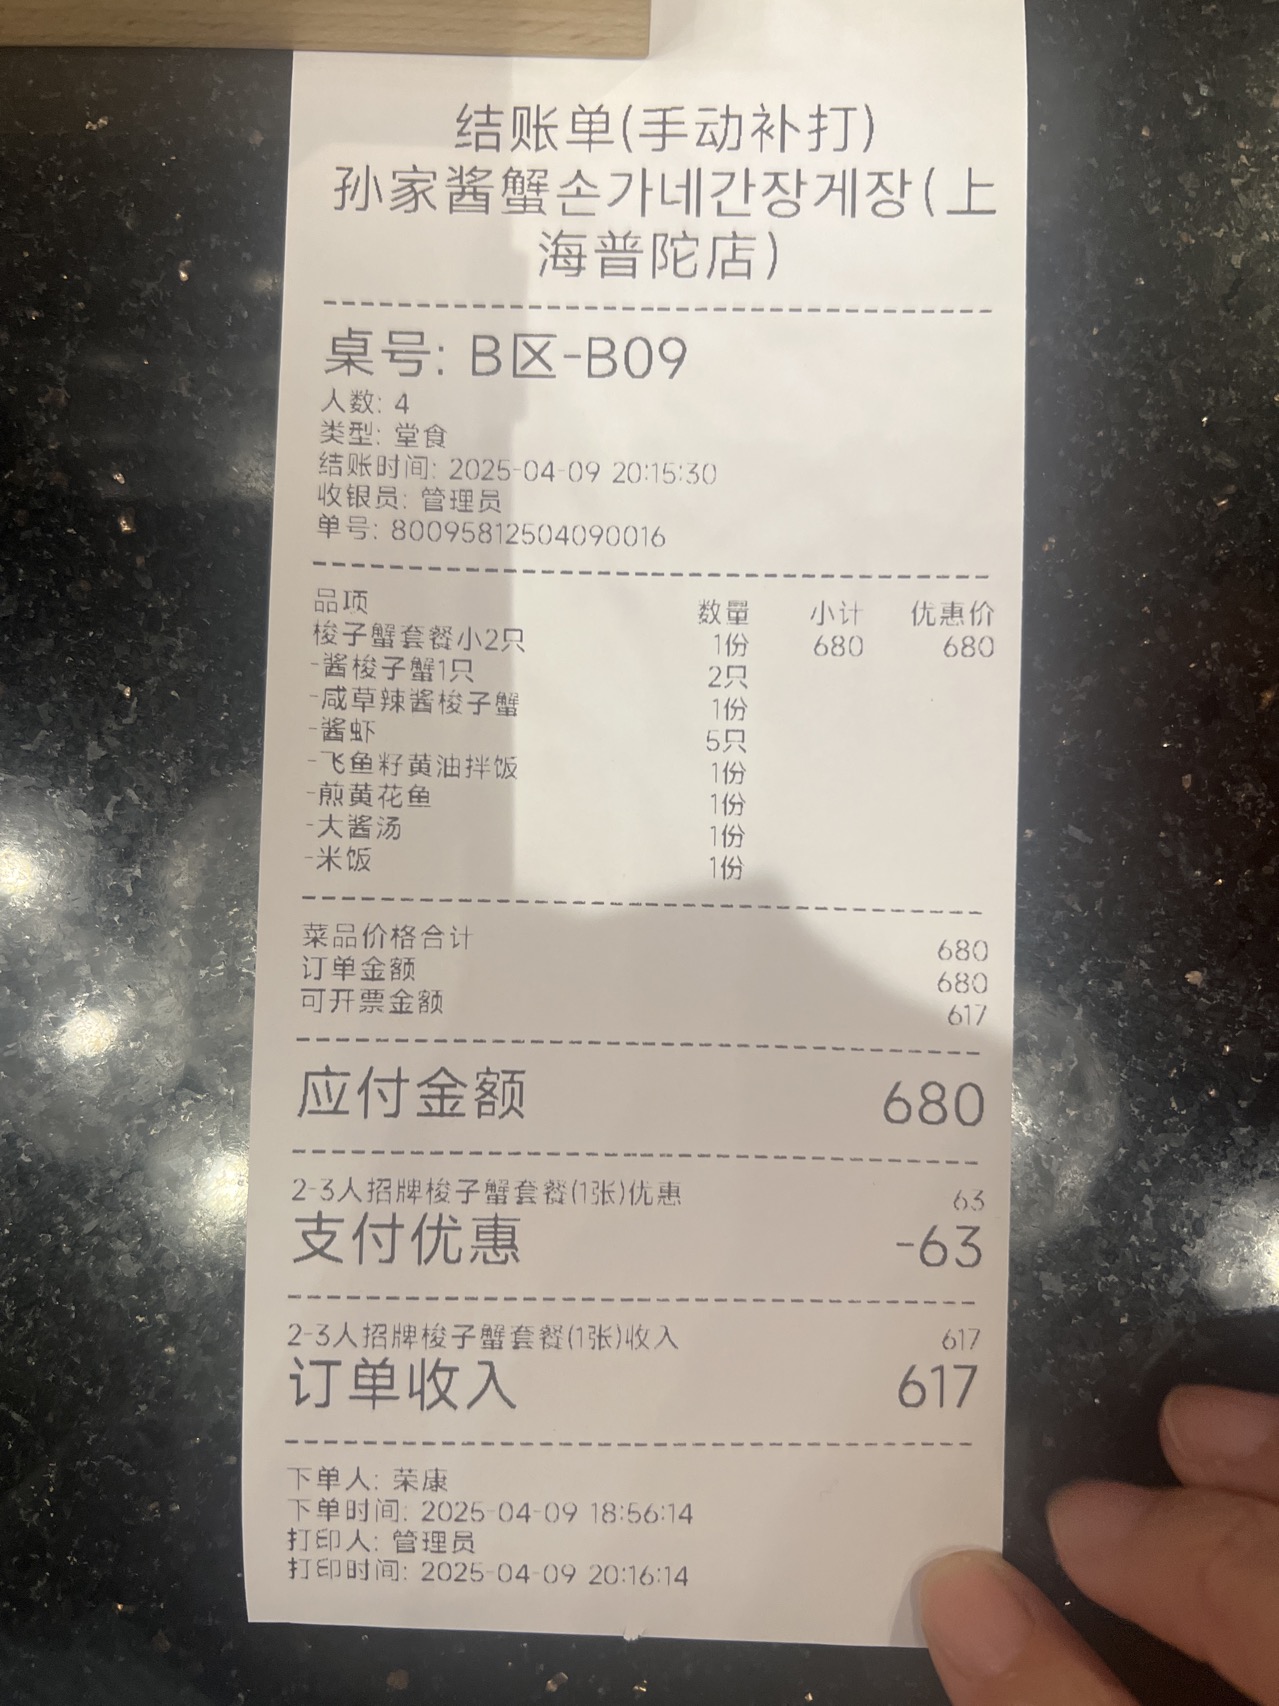 结账单(手动补打)
孙家酱蟹손가네간장게장(上
海普陀店)
桌号: B区-B09
人数: 4
类型: 堂食
结账时间: 2025-04-09 20:15:30
收银员: 管理员
单号: 80095812504090016
品项 数量 小计 优惠价
梭子蟹套餐小2只 1份 680 680
-酱梭子蟹1只 2只
-咸草辣酱梭子蟹 1份
-酱虾 5只
-飞鱼籽黄油拌饭 1份
-煎黄花鱼 1份
-大酱汤 1份
-米饭 1份
菜品价格合计 680
订单金额 680
可开票金额 617
应付金额 680
2-3人招牌梭子蟹套餐(1张)优惠 63
支付优惠 -63
2-3人招牌梭子蟹套餐(1张)收入 617
订单收入 617
下单人: 荣康
下单时间: 2025-04-09 18:56:14
打印人: 管理员
打印时间: 2025-04-09 20:16:14